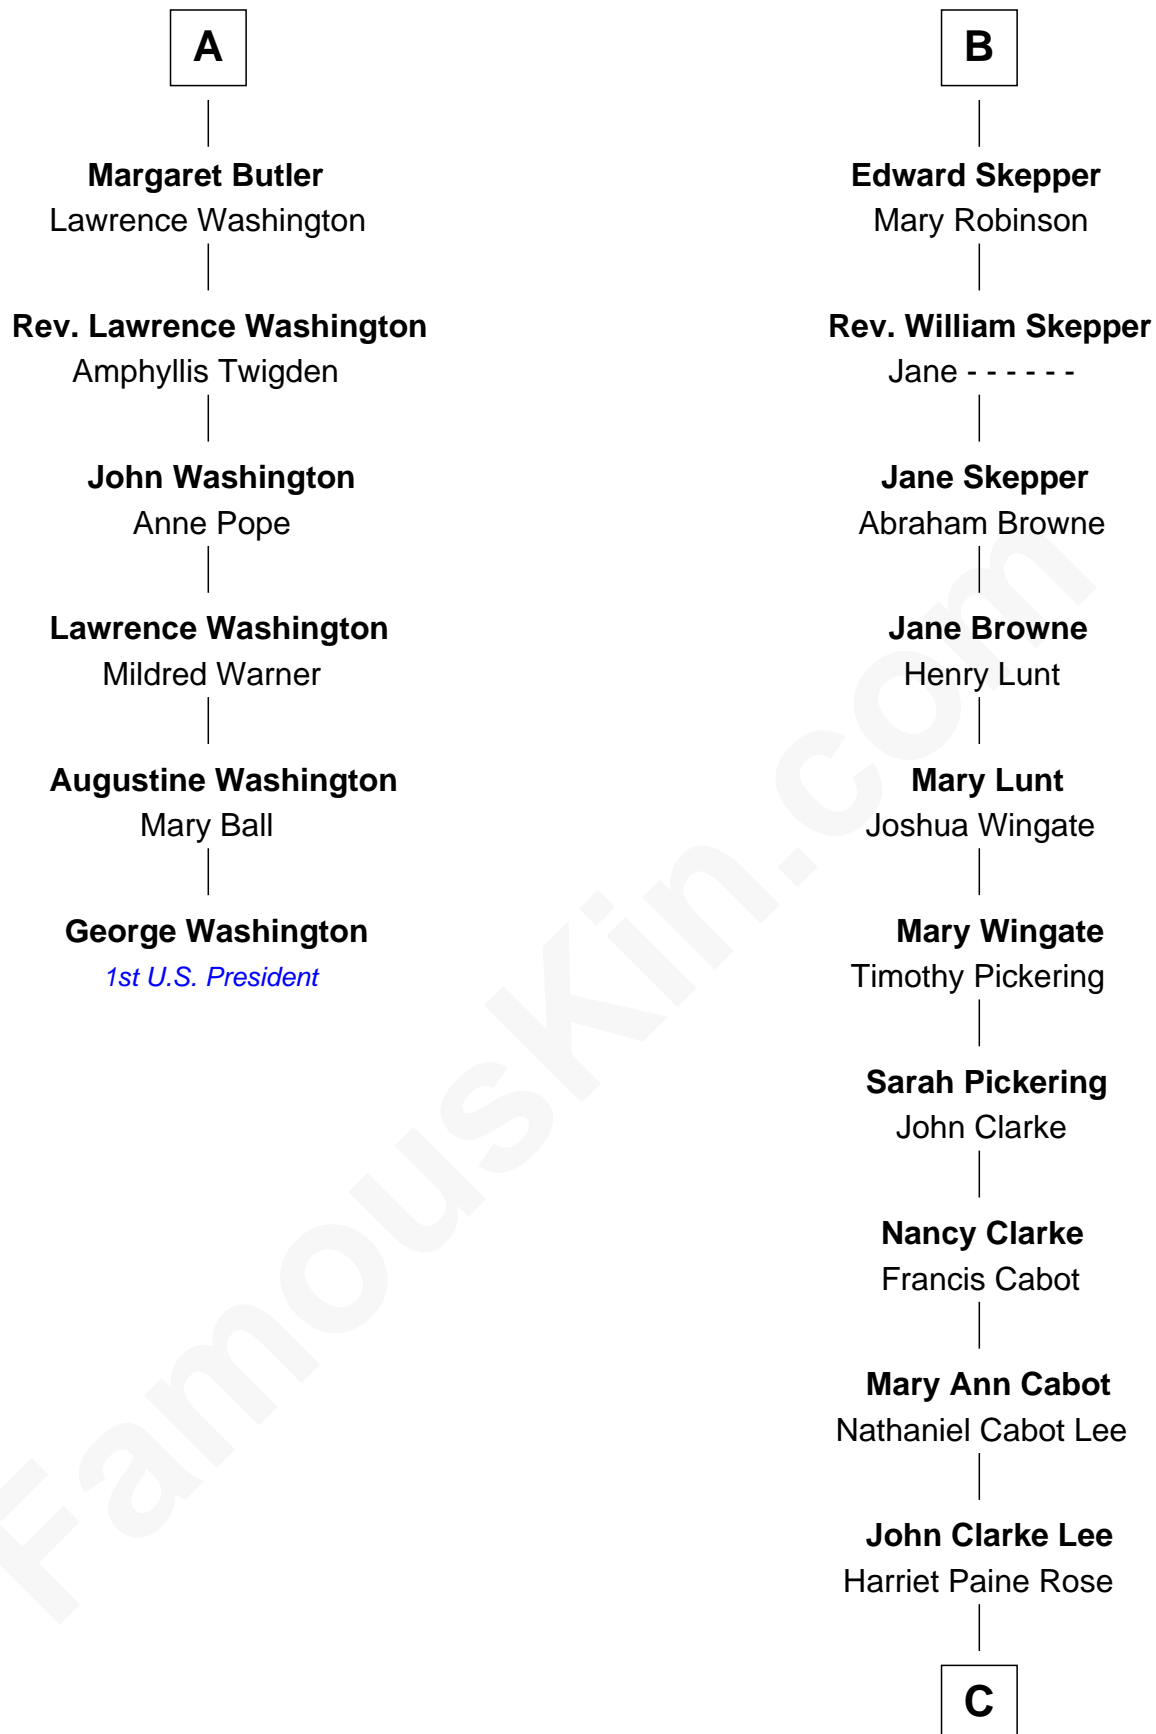 A
Margaret Butler
Lawrence Washington
Rev. Lawrence Washington
Amphyllis Twigden
John Washington
Anne Pope
Lawrence Washington
Mildred Warner
Augustine Washington
Mary Ball
George Washington
1st U.S. President
B
Edward Skepper
Mary Robinson
Rev. William Skepper
Jane - - - - - -
Jane Skepper
Abraham Browne
Jane Browne
Henry Lunt
Mary Lunt
Joshua Wingate
Mary Wingate
Timothy Pickering
Sarah Pickering
John Clarke
Nancy Clarke
Francis Cabot
Mary Ann Cabot
Nathaniel Cabot Lee
John Clarke Lee
Harriet Paine Rose
C
FamousKin.com